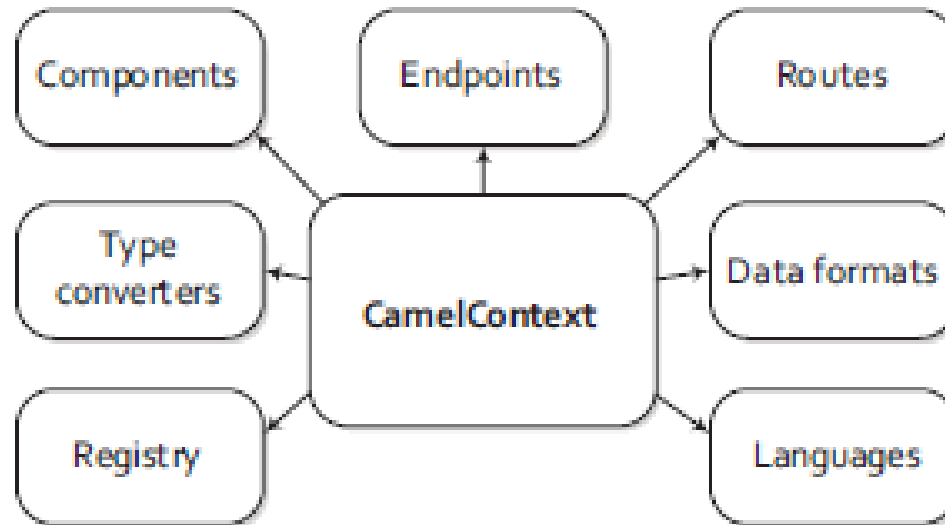 Components
Endpoints
Routes
Type
converters
CamelContext
Data formats
Registry
Languages